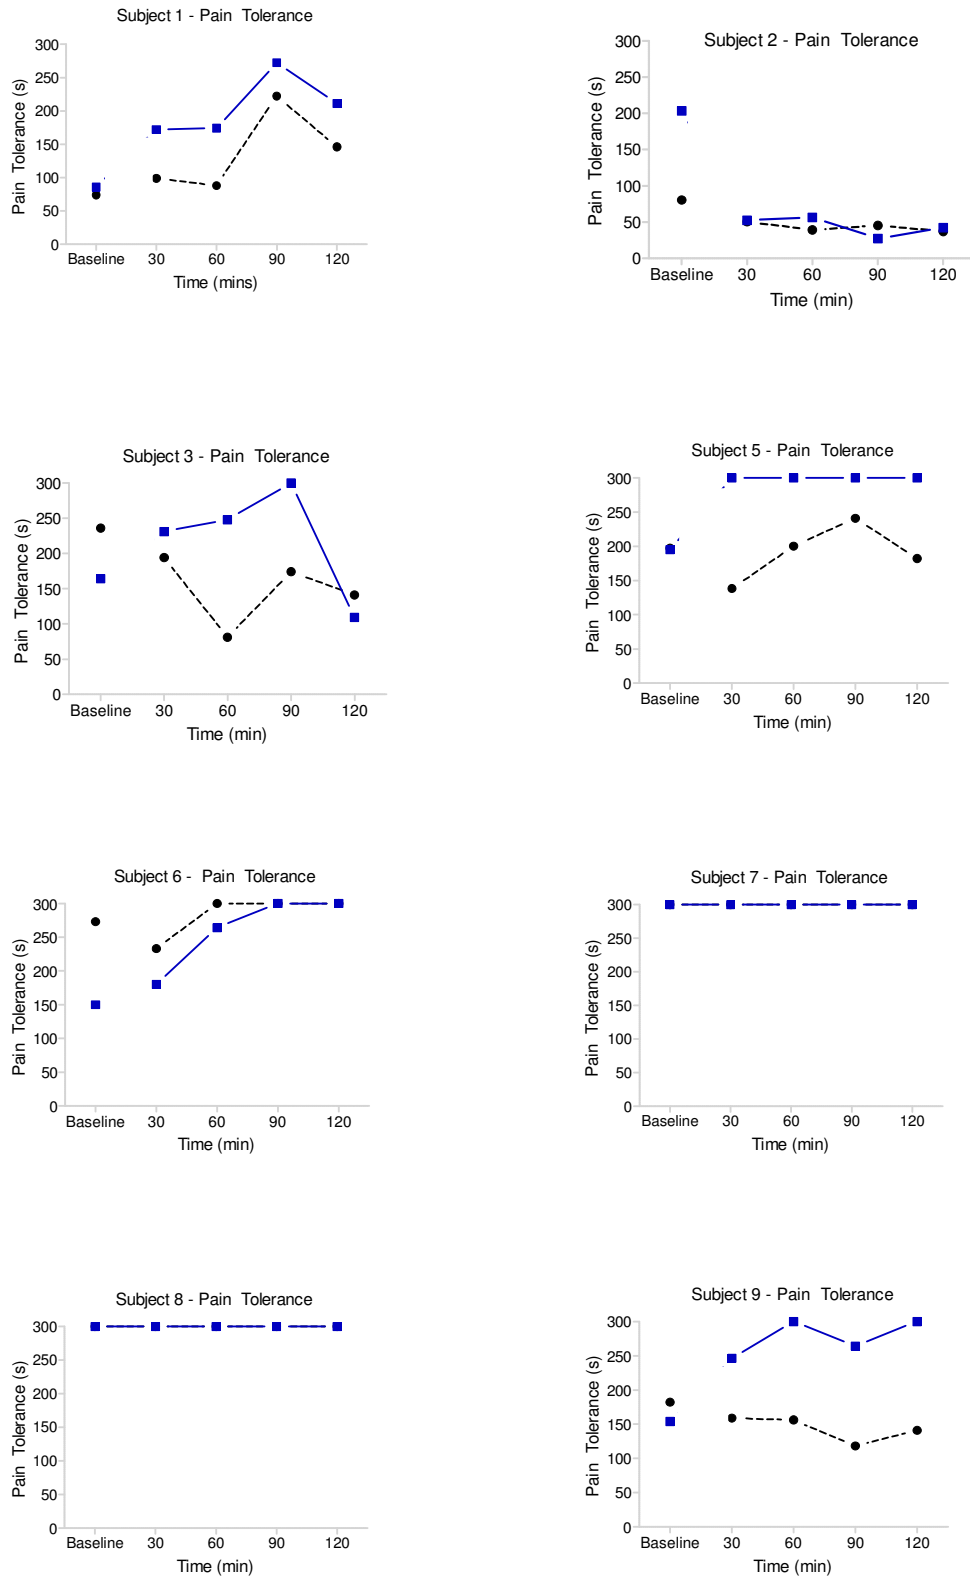 Subject 1 - Pain Tolerance
Pain Tolerance (s)
300
250
200
150
100
50
0
Baseline 30 60 90 120
Time (mins)
Subject 2 - Pain Tolerance
Pain Tolerance (s)
300
250
200
150
100
50
0
Baseline 30 60 90 120
Time (min)
Subject 3 - Pain Tolerance
Pain Tolerance (s)
300
250
200
150
100
50
0
Baseline 30 60 90 120
Time (min)
Subject 5 - Pain Tolerance
Pain Tolerance (s)
300
250
200
150
100
50
0
Baseline 30 60 90 120
Time (min)
Subject 6 - Pain Tolerance
Pain Tolerance (s)
300
250
200
150
100
50
0
Baseline 30 60 90 120
Time (min)
Subject 7 - Pain Tolerance
Pain Tolerance (s)
300
250
200
150
100
50
0
Baseline 30 60 90 120
Time (min)
Subject 8 - Pain Tolerance
Pain Tolerance (s)
300
250
200
150
100
50
0
Baseline 30 60 90 120
Time (min)
Subject 9 - Pain Tolerance
Pain Tolerance (s)
300
250
200
150
100
50
0
Baseline 30 60 90 120
Time (min)